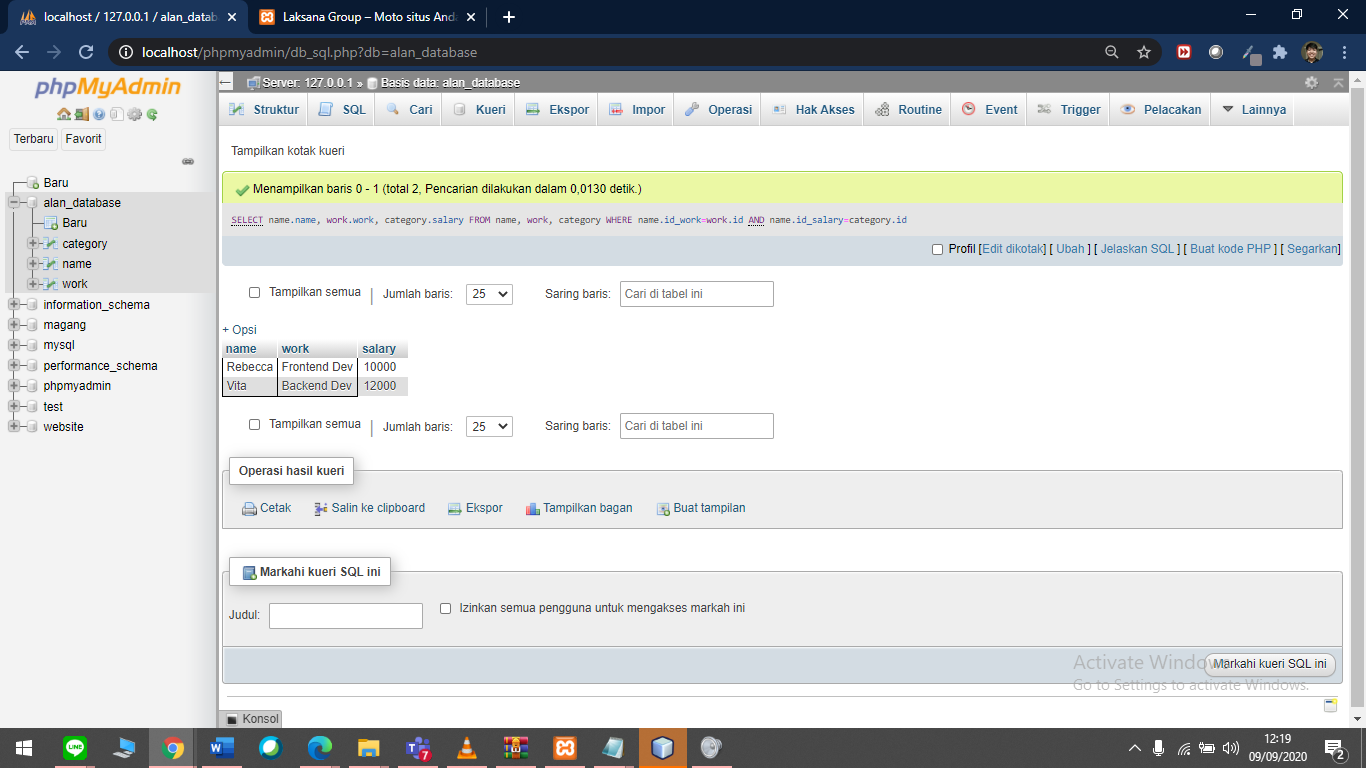 localhost / 127.0.0.1 / alan_datab
Laksana Group – Moto situs Anda
localhost/phpmyadmin/db_sql.php?db=alan_database
phpMyAdmin
Terbaru Favorit
Baru
alan_database
Baru
category
name
work
information_schema
magang
mysql
performance_schema
phpmyadmin
test
website
Server: 127.0.0.1 » Basis data: alan_database
Struktur SQL Cari Kueri Ekspor Impor Operasi Hak Akses Routine Event Trigger Pelacakan Lainnya
Tampilkan kotak kueri
Menampilkan baris 0 - 1 (total 2, Pencarian dilakukan dalam 0,0130 detik.)
SELECT name.name, work.work, category.salary FROM name, work, category WHERE name.id_work=work.id AND name.id_salary=category.id
Profil [Edit dikotak] [ Ubah ] [ Jelaskan SQL ] [ Buat kode PHP ] [ Segarkan]
Tampilkan semua | Jumlah baris: 25 Saring baris: Cari di tabel ini
+ Opsi
name work salary
Rebecca Frontend Dev 10000
Vita Backend Dev 12000
Tampilkan semua | Jumlah baris: 25 Saring baris: Cari di tabel ini
Operasi hasil kueri
Cetak Salin ke clipboard Ekspor Tampilkan bagan Buat tampilan
Markahi kueri SQL ini
Judul: Izinkan semua pengguna untuk mengakses markah ini
Markahi kueri SQL ini
Activate Windows
Go to Settings to activate Windows.
Konsol
LINE
7
12:19
09/09/2020
2